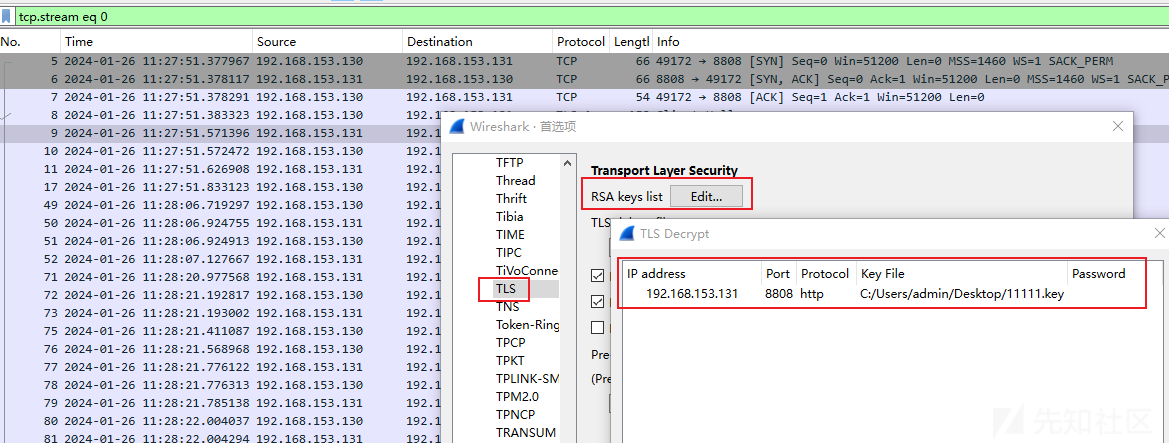 tcp.stream eq 0
No. Time Source Destination Protocol Lengtl Info
5 2024-01-26 11:27:51.377967 192.168.153.130 192.168.153.131 TCP 66 49172 → 8808 [SYN] Seq=0 Win=51200 Len=0 MSS=1460 WS=1 SACK_PERM
6 2024-01-26 11:27:51.378117 192.168.153.131 192.168.153.130 TCP 66 8808 → 49172 [SYN, ACK] Seq=0 Ack=1 Win=51200 Len=0 MSS=1460 WS=1 SACK_P
7 2024-01-26 11:27:51.378291 192.168.153.130 192.168.153.131 TCP 54 49172 → 8808 [ACK] Seq=1 Ack=1 Win=51200 Len=0
8 2024-01-26 11:27:51.383323 192.168.153.130 192.1
9 2024-01-26 11:27:51.571396 192.168.153.131 192.1
10 2024-01-26 11:27:51.572472 192.168.153.130 192.1
11 2024-01-26 11:27:51.626908 192.168.153.131 192.1
17 2024-01-26 11:27:51.833123 192.168.153.130 192.1
49 2024-01-26 11:28:06.719297 192.168.153.130 192.1
50 2024-01-26 11:28:06.924755 192.168.153.131 192.1
51 2024-01-26 11:28:06.924913 192.168.153.130 192.1
52 2024-01-26 11:28:07.127667 192.168.153.131 192.1
71 2024-01-26 11:28:20.977568 192.168.153.131 192.1
72 2024-01-26 11:28:21.192817 192.168.153.130 192.1
73 2024-01-26 11:28:21.193002 192.168.153.131 192.1
75 2024-01-26 11:28:21.411087 192.168.153.130 192.1
76 2024-01-26 11:28:21.568968 192.168.153.130 192.1
77 2024-01-26 11:28:21.776122 192.168.153.131 192.1
78 2024-01-26 11:28:21.776313 192.168.153.130 192.1
79 2024-01-26 11:28:21.785138 192.168.153.131 192.1
80 2024-01-26 11:28:22.004037 192.168.153.130 192.1
81 2024-01-26 11:28:22.004294 192.168.153.131 192.1
Wireshark · 首选项
TFTP
Thread
Thrift
Tibia
TIME
TIPC
TiVoConne
TLS
TNS
Token-Ring
TPCP
TPKT
TPLINK-SM
TPM2.0
TPNCP
TRANSUM
Transport Layer Security
RSA keys list Edit...
Pre
(Pre
TLS Decrypt
IP address Port Protocol Key File Password
192.168.153.131 8808 http C:/Users/admin/Desktop/11111.key
先知社区